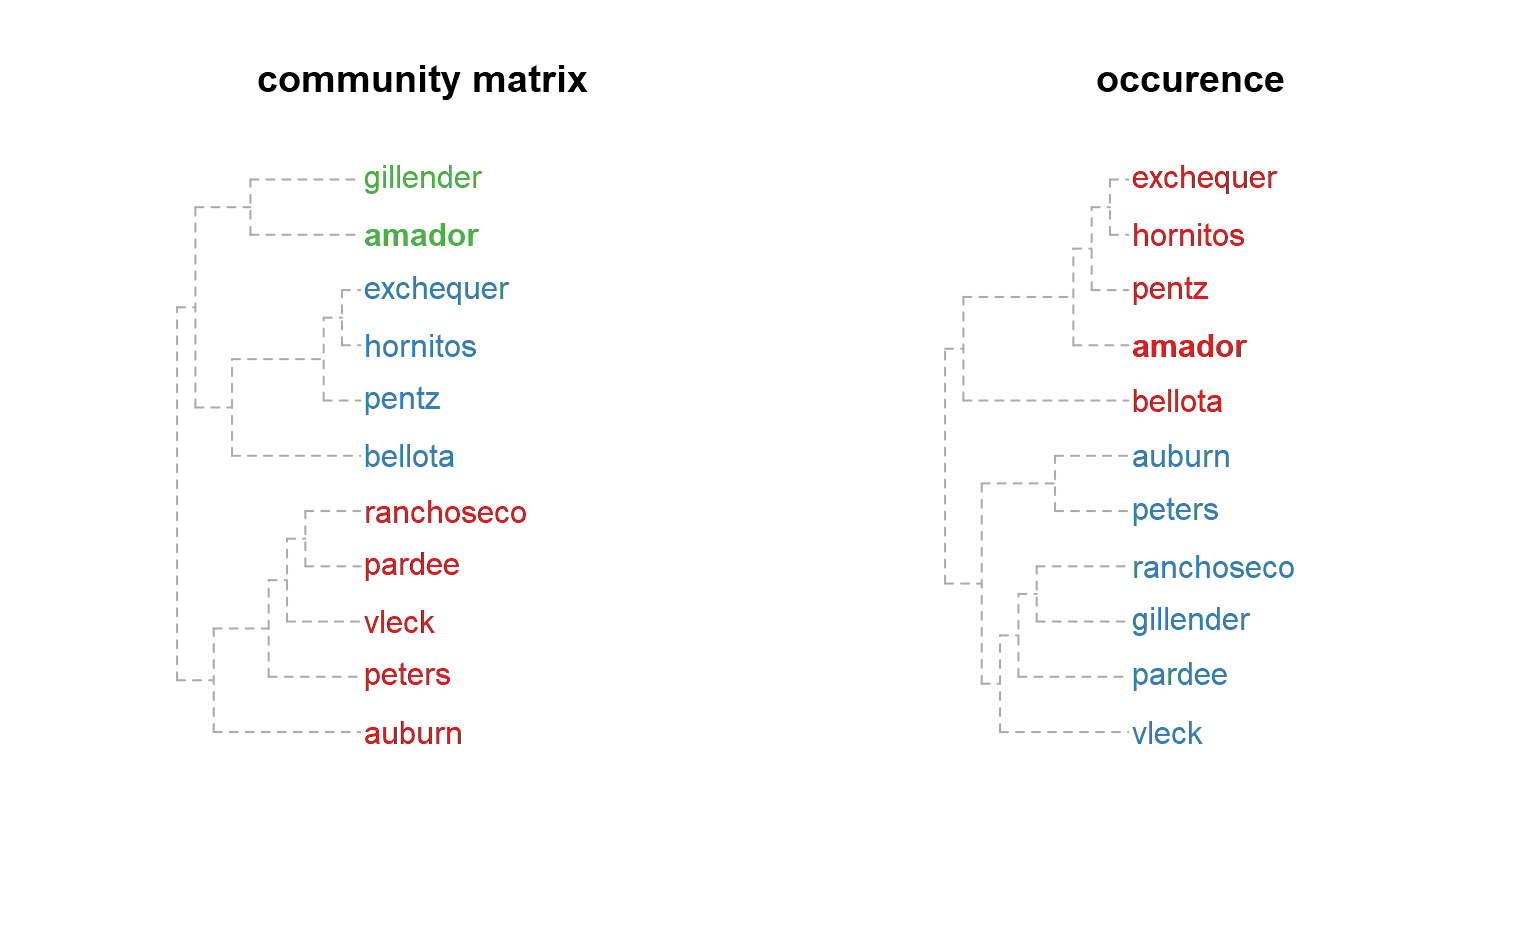 community matrix
gillender
amador
exchequer
hornitos
pentz
bellota
ranchoseco
pardee
vleck
peters
auburn
occurence
exchequer
hornitos
pentz
amador
bellota
auburn
peters
ranchoseco
gillender
pardee
vleck